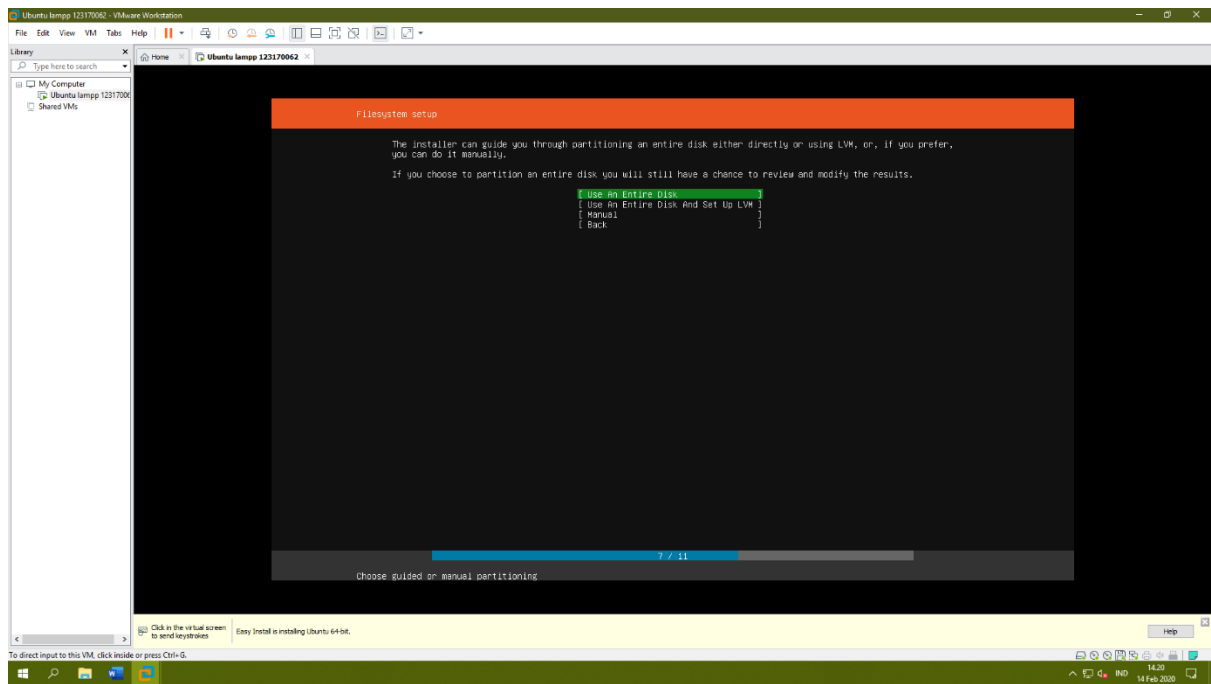 Ubuntu lampp 123170062 - VMware Workstation
File Edit View VM Tabs Help
Library
Type here to search
My Computer
Ubuntu lampp 12317006
Shared VMs
Home
Ubuntu lampp 123170062
Filesystem setup
The installer can guide you through partitioning an entire disk either directly or using LVM, or, if you prefer,
you can do it manually.
If you choose to partition an entire disk you will still have a chance to review and modify the results.
[ Use An Entire Disk ]
[ Use An Entire Disk And Set Up LVM ]
[ Manual ]
[ Back ]
7 / 11
Choose guided or manual partitioning
Click in the virtual screen
to send keystrokes
Easy Install is installing Ubuntu 64-bit.
Help
To direct input to this VM, click inside or press Ctrl+G.
IND
14.20
14 Feb 2020